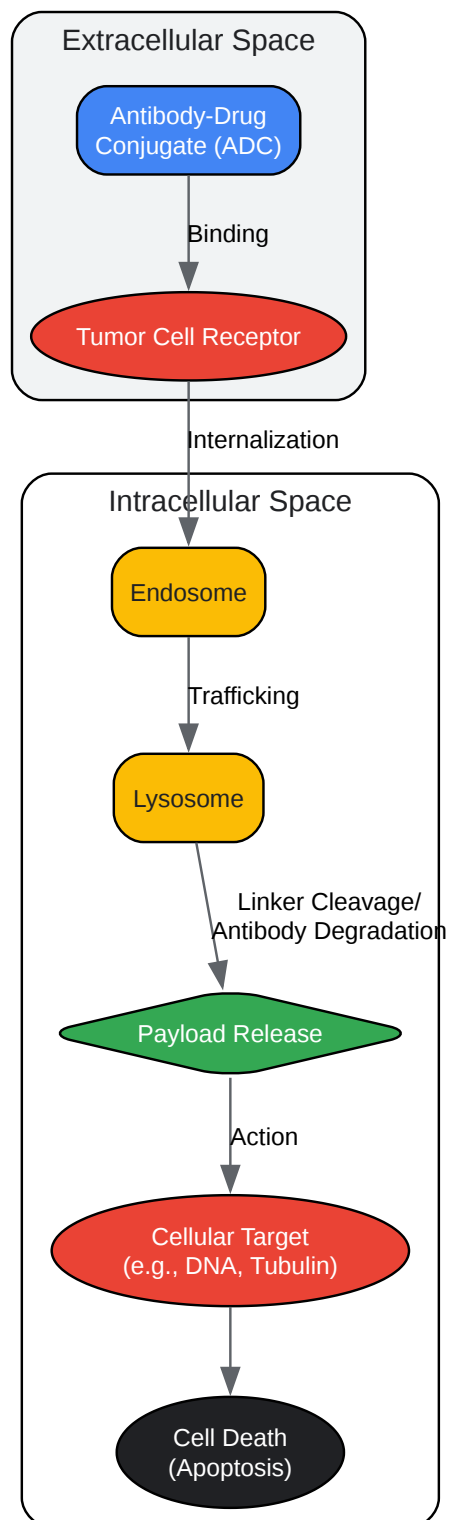 Extracellular Space
Antibody-Drug
Conjugate (ADC)
Binding
Tumor Cell Receptor
Internalization
Intracellular Space
Endosome
Trafficking
Lysosome
Linker Cleavage/
Antibody Degradation
Payload Release
Action
Cellular Target
(e.g., DNA, Tubulin)
Cell Death
(Apoptosis)